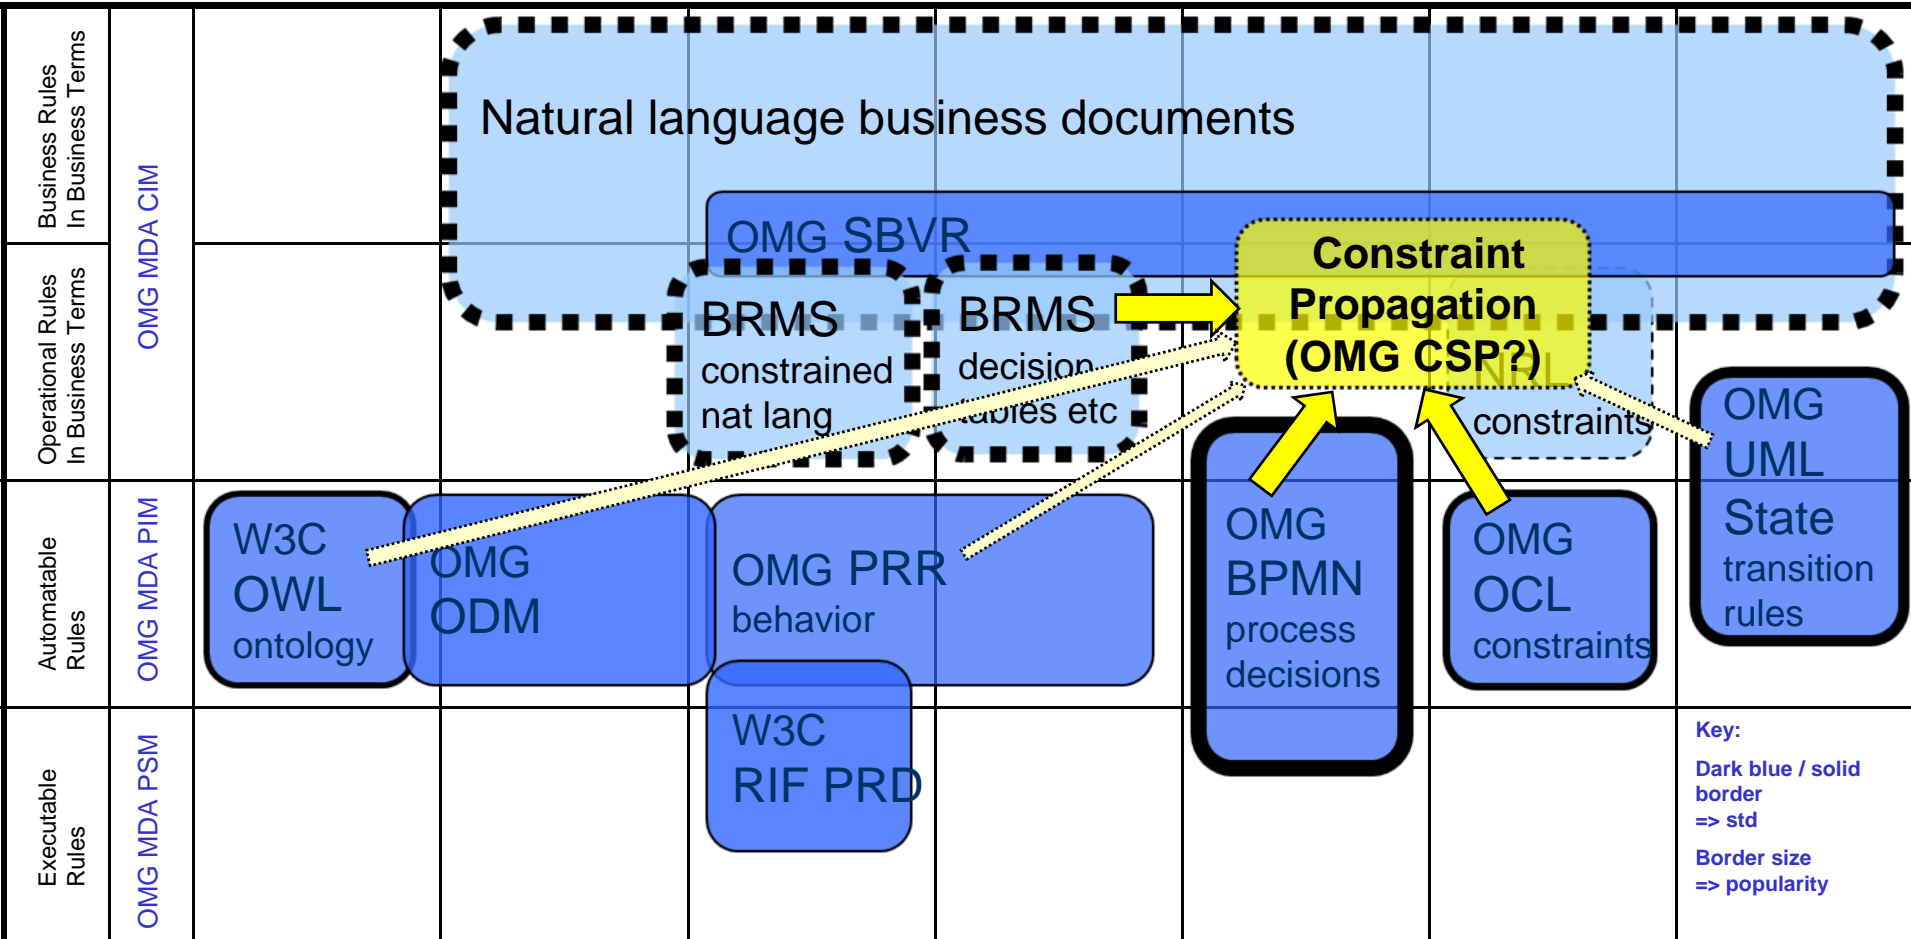 Business Rules
In Business Terms
Operational Rules
In Business Terms
Automatable
Rules
Executable
Rules
OMG MDA CIM
OMG MDA PIM
OMG MDA PSM
Natural language business documents
OMG SBVR
BRMS
constrained
nat lang
BRMS
decision
tables etc
Constraint
Propagation
(OMG CSP?)
NRL
constraints
W3C
OWL
ontology
OMG
ODM
OMG PRR
behavior
W3C
RIF PRD
OMG
BPMN
process
decisions
OMG
OCL
constraints
OMG
UML
State
transition
rules
Key:
Dark blue / solid
border
=> std
Border size
=> popularity